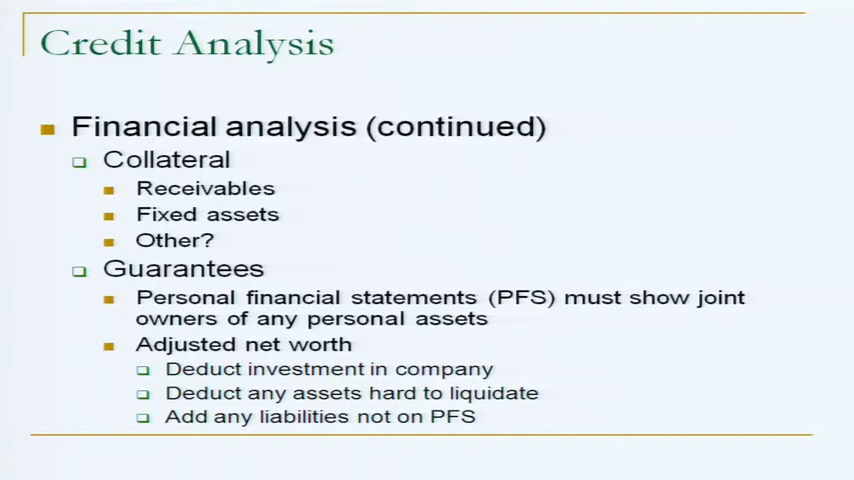 Credit Analysis
Financial analysis (continued)
Collateral
Receivables
Fixed assets
Other?
Guarantees
Personal financial statements (PFS) must show joint
owners of any personal assets
Adjusted net worth
Deduct investment in company
Deduct any assets hard to liquidate
Add any liabilities not on PFS